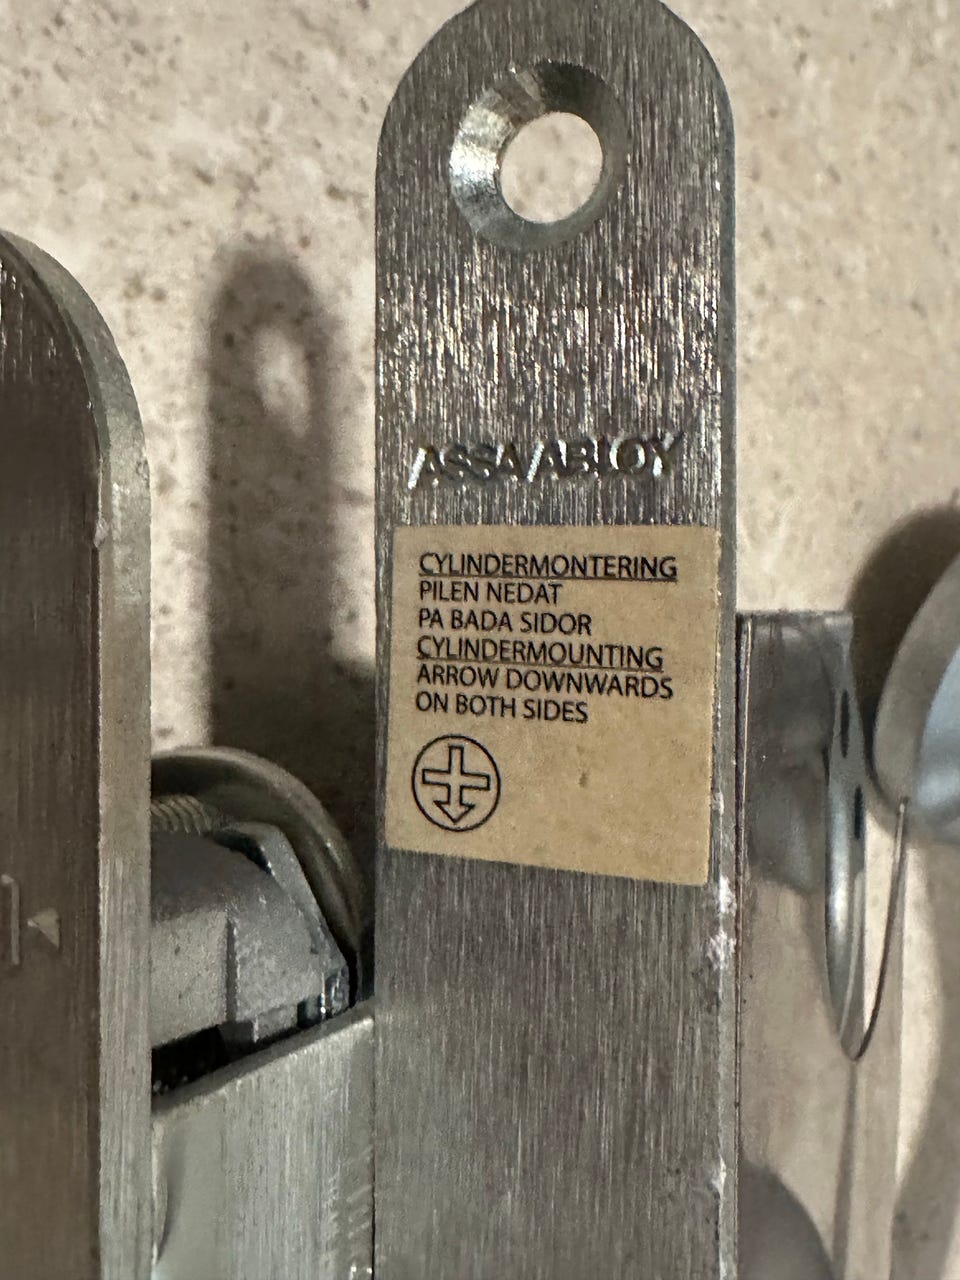 ASSA ABLOY
CYLINDERMONTERING
PILEN NEDAT
PA BADA SIDOR
CYLINDERMOUNTING
ARROW DOWNWARDS
ON BOTH SIDES